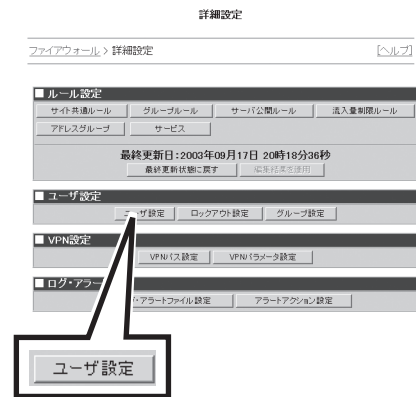 詳細設定
ファイアウォール > 詳細設定 [ヘルプ]
■ ルール設定
サイト共通ルール グループルール サーバ公開ルール 流入量制限ルール
アドレスグループ サービス
最終更新日:2003年09月17日 20時18分36秒
最終更新状態に戻す 編集結果を適用
■ ユーザ設定
ユーザ設定 ロックアウト設定 グループ設定
■ VPN設定
VPNパス設定 VPNパラメータ設定
■ ログ・アラー
・アラートファイル設定 アラートアクション設定
ユーザ設定